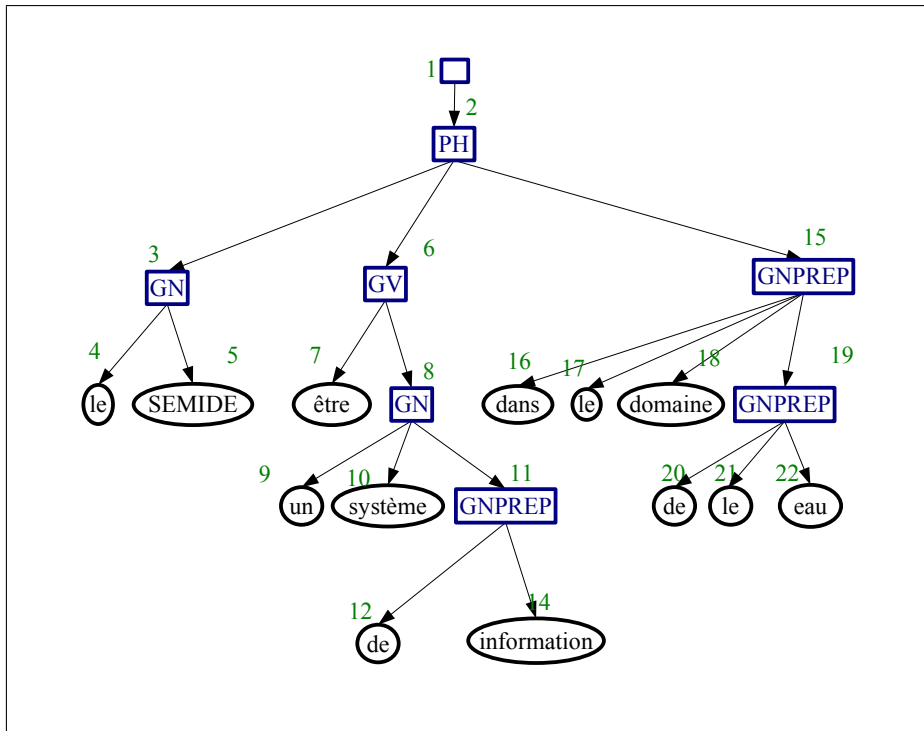 1
2
PH
3 6 15
GN GV GNPREP
4 5 7 8 16 17 18 19
le SEMIDE être GN dans le domaine GNPREP
9 10 11 20 21 22
un système GNPREP de le eau
12 14
de information